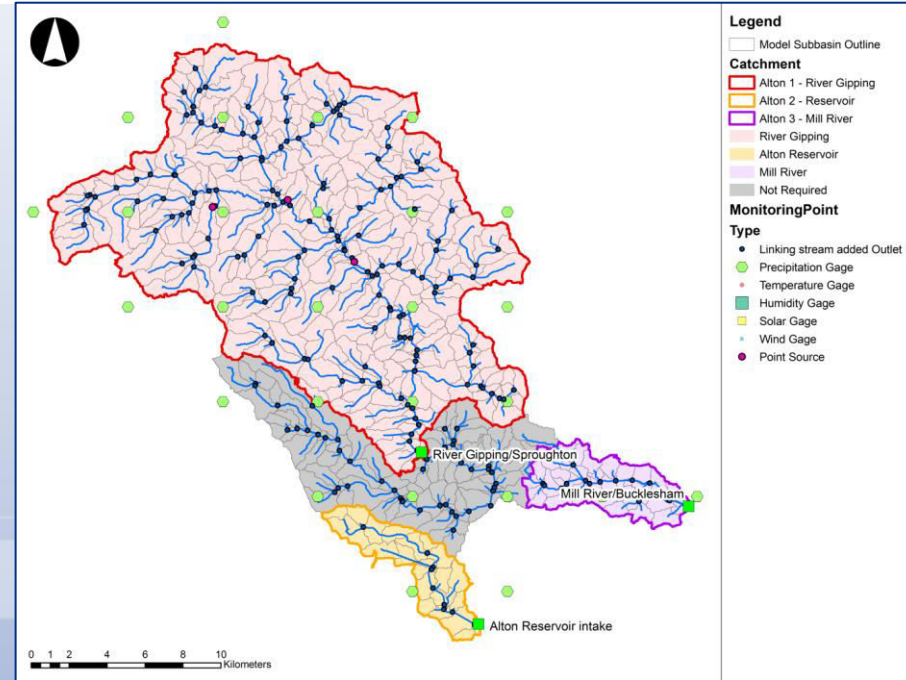 Legend
Model Subbasin Outline
Catchment
Alton 1 - River Gipping
Alton 2 - Reservoir
Alton 3 - Mill River
River Gipping
Alton Reservoir
Mill River
Not Required
MonitoringPoint
Type
Linking stream added Outlet
Precipitation Gage
Temperature Gage
Humidity Gage
Solar Gage
Wind Gage
Point Source
River Gipping/Sproughton
Mill River/Bucklesham
Alton Reservoir intake
0 1 2 4 6 8 10
Kilometers